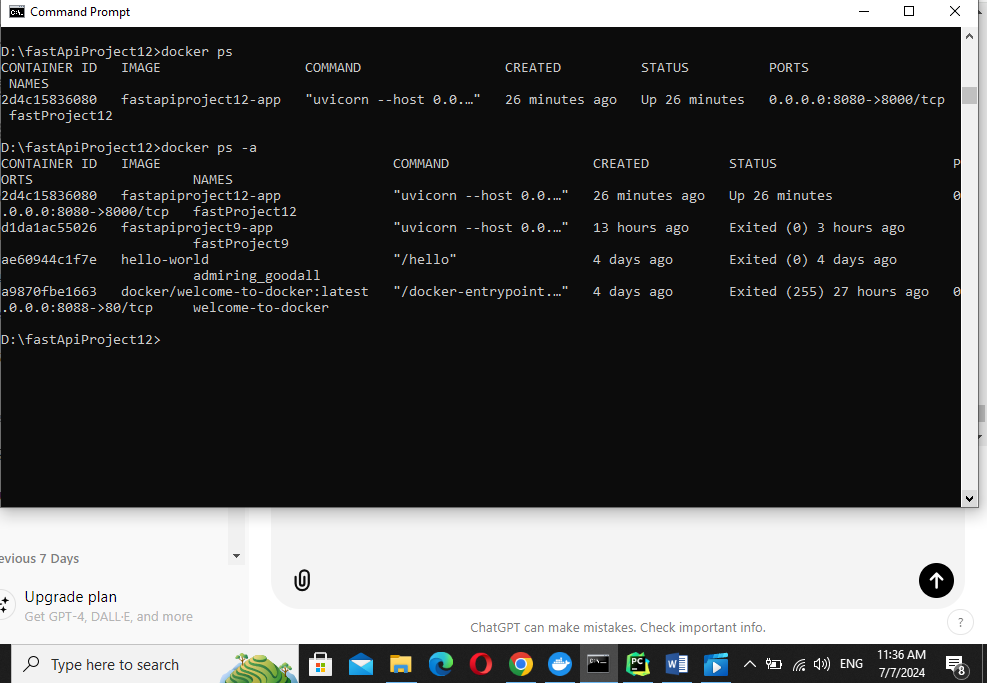 Command Prompt
D:\fastApiProject12>docker ps
CONTAINER ID   IMAGE                  COMMAND                  CREATED          STATUS          PORTS
 NAMES
2d4c15836080   fastapiproject12-app   "uvicorn --host 0.0.…"   26 minutes ago   Up 26 minutes   0.0.0.0:8080->8000/tcp
 fastProject12
D:\fastApiProject12>docker ps -a
CONTAINER ID   IMAGE                             COMMAND                  CREATED          STATUS                      P
ORTS                    NAMES
2d4c15836080   fastapiproject12-app              "uvicorn --host 0.0.…"   26 minutes ago   Up 26 minutes               0
.0.0.0:8080->8000/tcp   fastProject12
d1da1ac55026   fastapiproject9-app               "uvicorn --host 0.0.…"   13 hours ago     Exited (0) 3 hours ago
                        fastProject9
ae60944c1f7e   hello-world                       "/hello"                 4 days ago       Exited (0) 4 days ago
                        admiring_goodall
a9870fbe1663   docker/welcome-to-docker:latest   "/docker-entrypoint.…"   4 days ago       Exited (255) 27 hours ago   0
.0.0.0:8088->80/tcp     welcome-to-docker
D:\fastApiProject12>
evious 7 Days
Upgrade plan
Get GPT-4, DALL·E, and more
ChatGPT can make mistakes. Check important info.
?
Type here to search
ENG
11:36 AM
7/7/2024
8